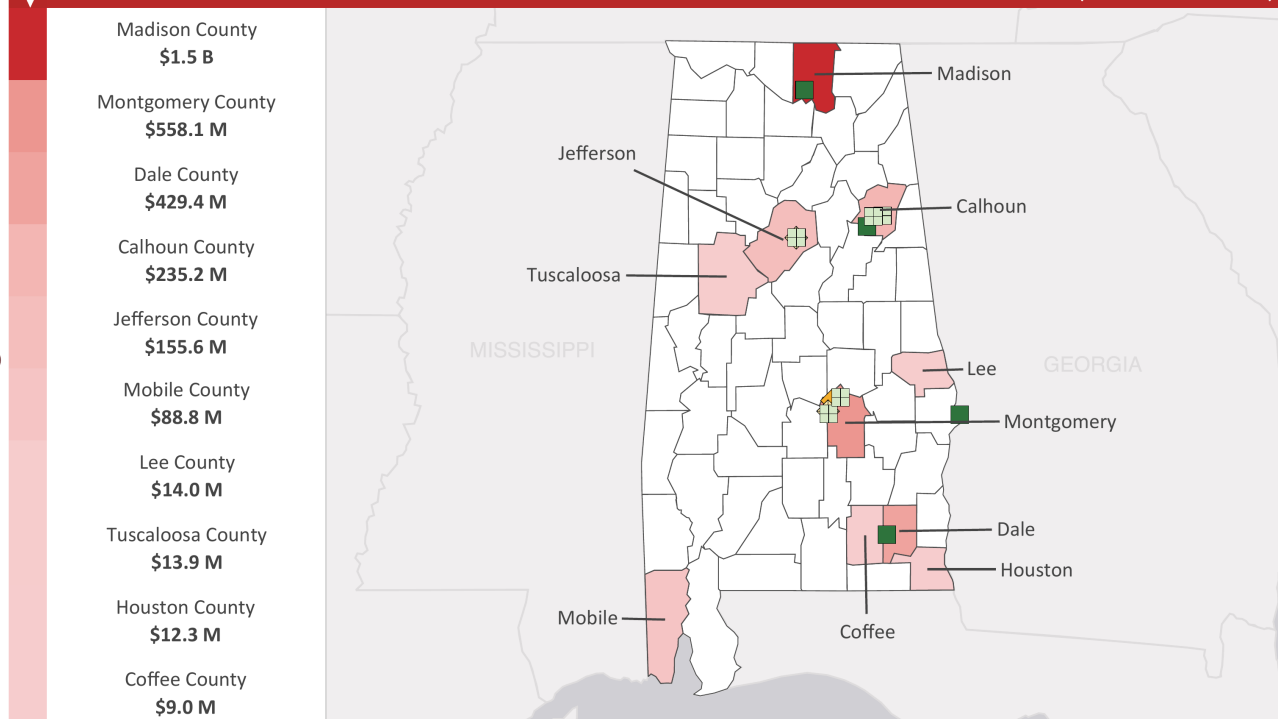 Madison County
$1.5 B
Montgomery County
$558.1 M
Dale County
$429.4 M
Calhoun County
$235.2 M
Jefferson County
$155.6 M
Mobile County
$88.8 M
Lee County
$14.0 M
Tuscaloosa County
$13.9 M
Houston County
$12.3 M
Coffee County
$9.0 M
Madison
Jefferson
Calhoun
Tuscaloosa
MISSISSIPPI
GEORGIA
Lee
Montgomery
Dale
Houston
Mobile
Coffee